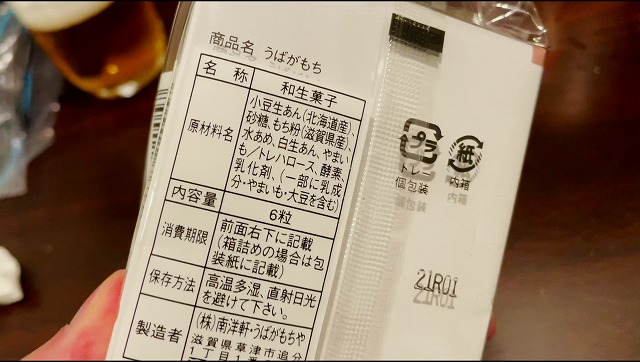 商品名 うばがもち
名 称 和生菓子
原材料名 小豆生あん(北海道産)、
砂糖、もち粉(滋賀県産)、
水あめ、白生あん、やまい
も/トレハロース、酵素、
乳化剤、(一部に乳成
分・やまいも・大豆を含む)
内容量 6粒
消費期限 前面右下に記載
(箱詰めの場合は包
装紙に記載)
保存方法 高温多湿、直射日光
を避けて下さい。
製造者 (株)南洋軒・うばがもちや
滋賀県草津市追分
プラ
トレー
個包装
紙
内箱
21R01